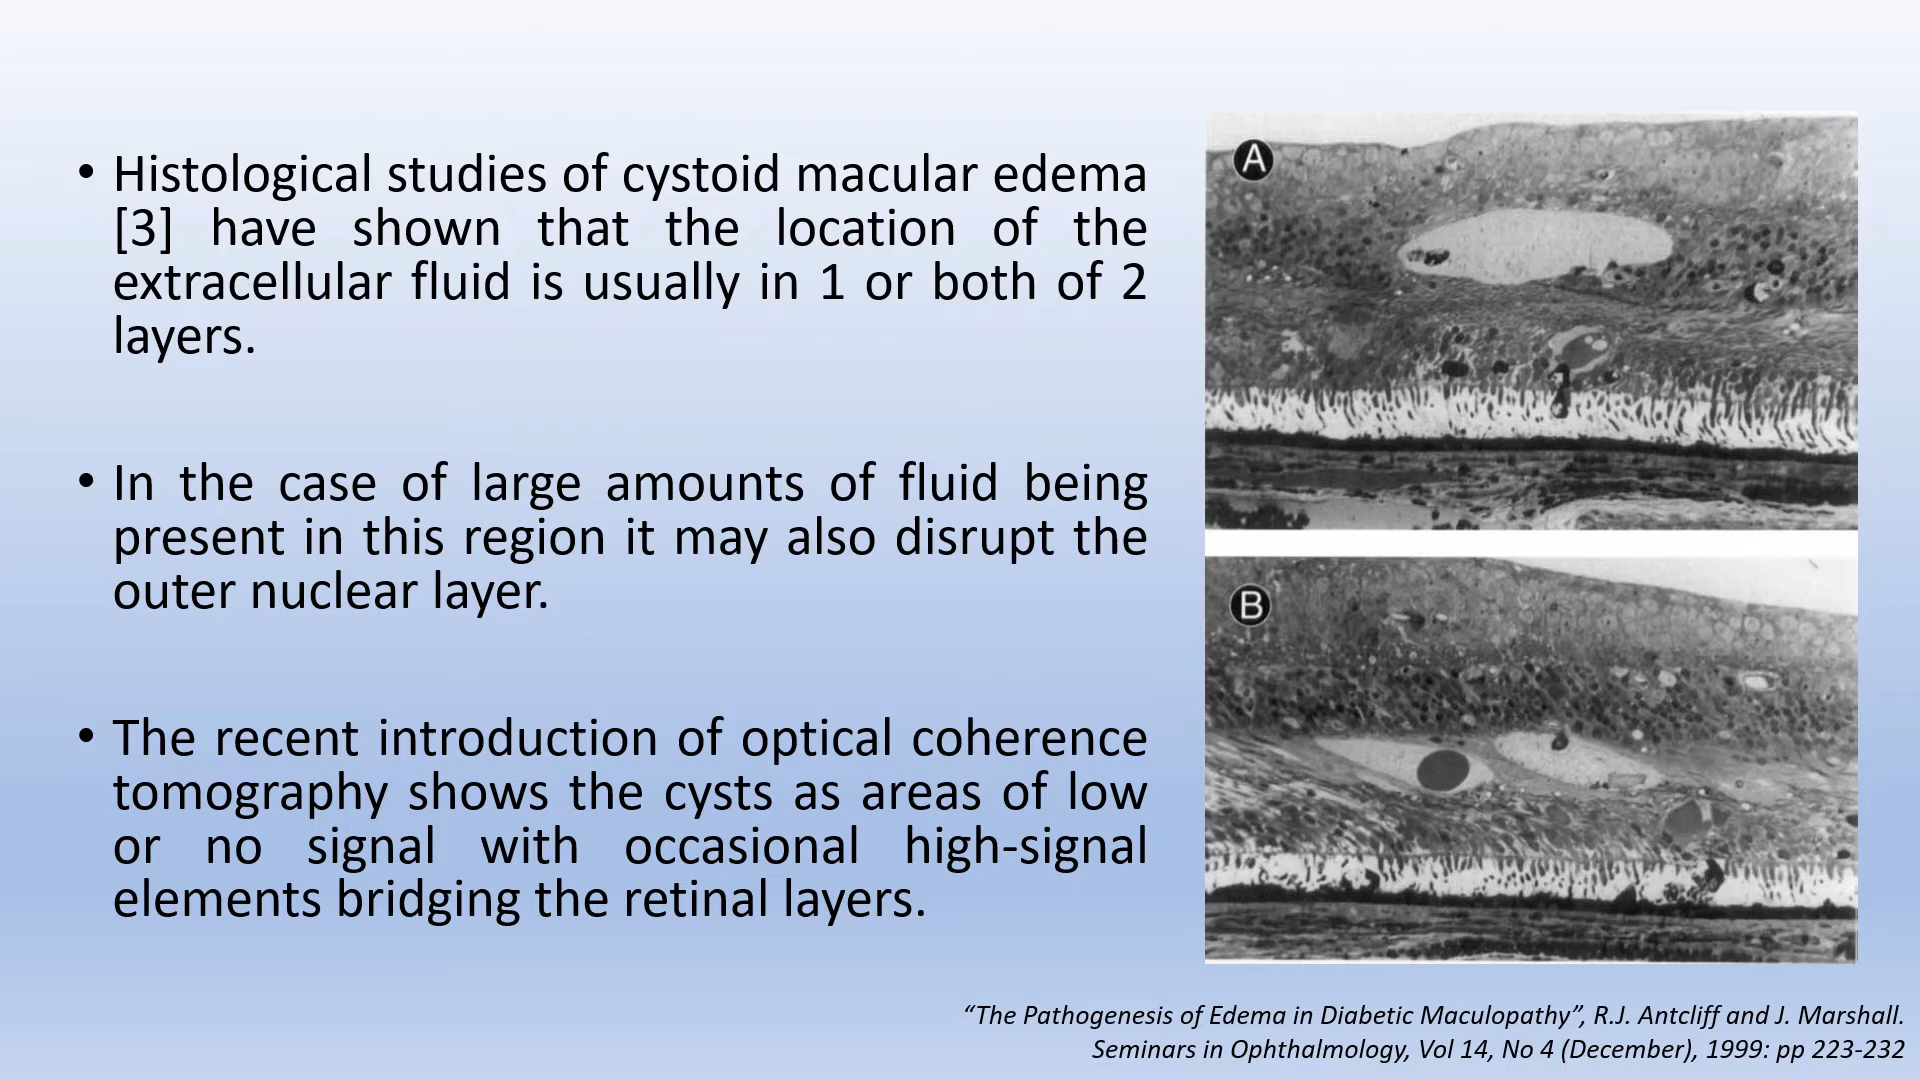 • Histological studies of cystoid macular edema
[3] have shown that the location of the
extracellular fluid is usually in 1 or both of 2
layers.
• In the case of large amounts of fluid being
present in this region it may also disrupt the
outer nuclear layer.
• The recent introduction of optical coherence
tomography shows the cysts as areas of low
or no signal with occasional high-signal
elements bridging the retinal layers.
A
B
“The Pathogenesis of Edema in Diabetic Maculopathy”, R.J. Antcliff and J. Marshall.
Seminars in Ophthalmology, Vol 14, No 4 (December), 1999: pp 223-232